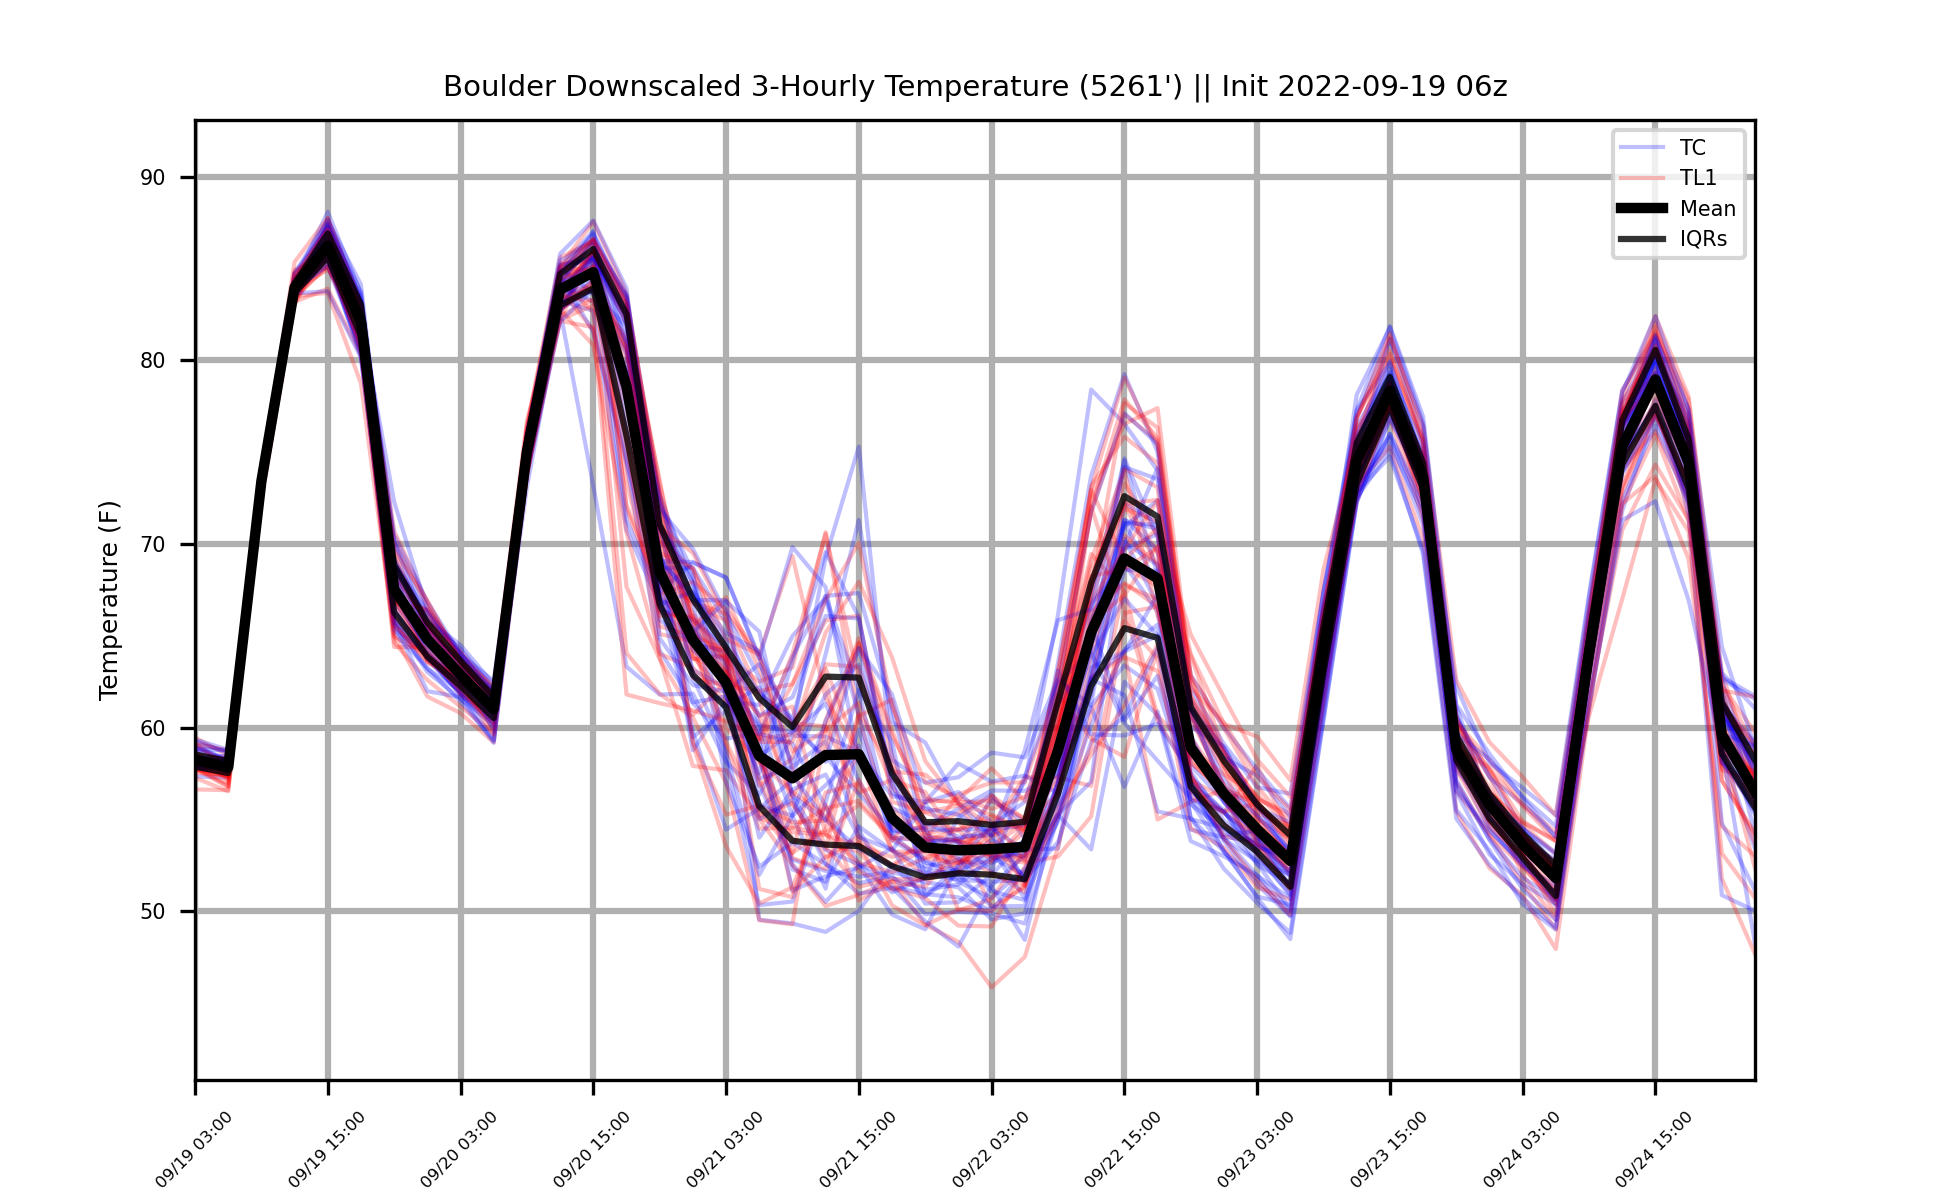 Boulder Downscaled 3-Hourly Temperature (5261') || Init 2022-09-19 06z
TC
TL1
Mean
IQRs
90
80
70
60
50
Temperature (F)
09/19 03:00
09/19 15:00
09/20 03:00
09/20 15:00
09/21 03:00
09/21 15:00
09/22 03:00
09/22 15:00
09/23 03:00
09/23 15:00
09/24 03:00
09/24 15:00